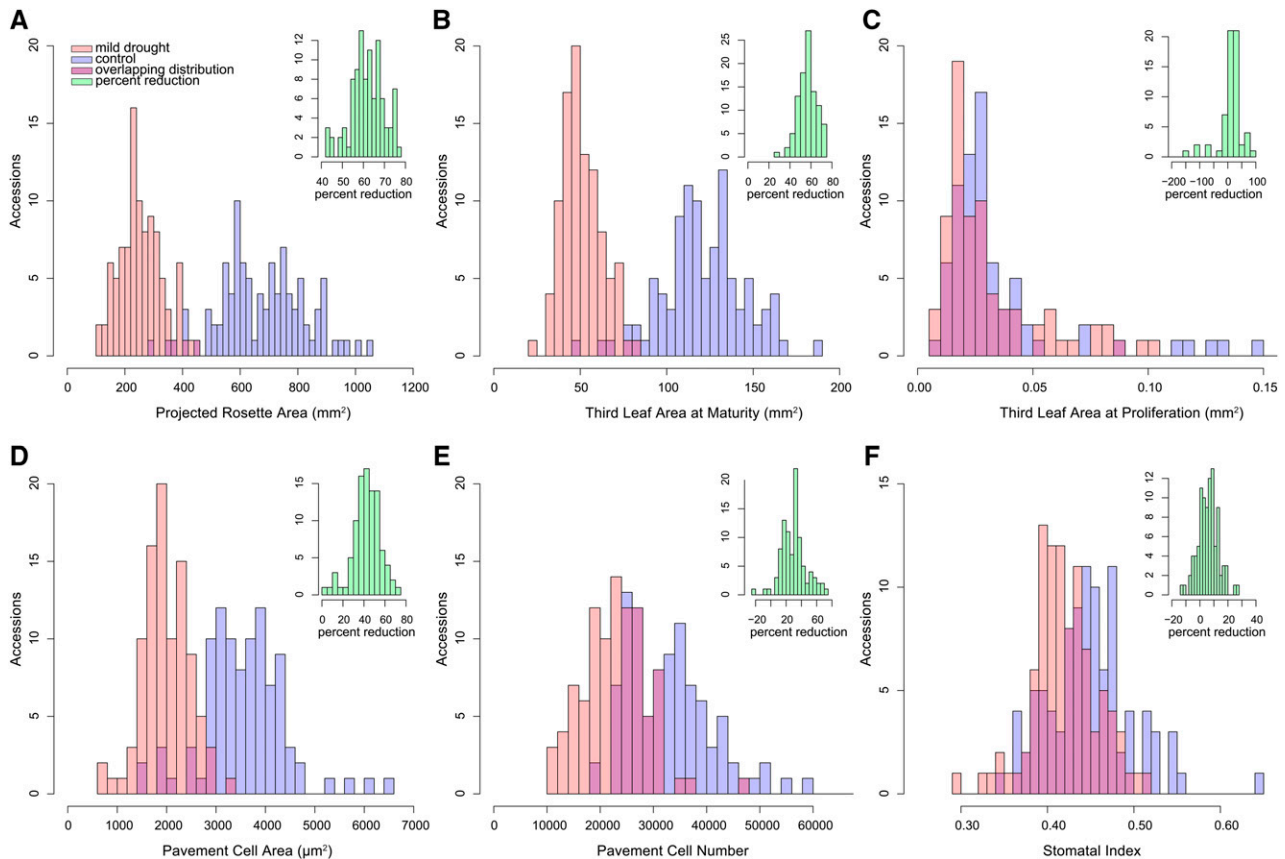 A
20
15
10
5
0
Accessions
mild drought
control
overlapping distribution
percent reduction
12
10
8
6
4
2
0
40 50 60 70 80
percent reduction
0 200 400 600 800 1000 1200
Projected Rosette Area (mm²)
B
20
15
10
5
0
Accessions
25
20
15
10
5
0
0 20 40 60 80
percent reduction
0 50 100 150 200
Third Leaf Area at Maturity (mm²)
C
20
15
10
5
0
Accessions
20
15
10
5
0
−200 −100 0 100
percent reduction
0.00 0.05 0.10 0.15
Third Leaf Area at Proliferation (mm²)
D
20
15
10
5
0
Accessions
15
10
5
0
0 20 40 60 80
percent reduction
0 1000 2000 3000 4000 5000 6000 7000
Pavement Cell Area (µm²)
E
20
15
10
5
0
Accessions
20
15
10
5
0
−20 20 60
percent reduction
0 10000 20000 30000 40000 50000 60000
Pavement Cell Number
F
15
10
5
0
Accessions
12
10
8
6
4
2
0
−20 0 20 40
percent reduction
0.30 0.40 0.50 0.60
Stomatal Index